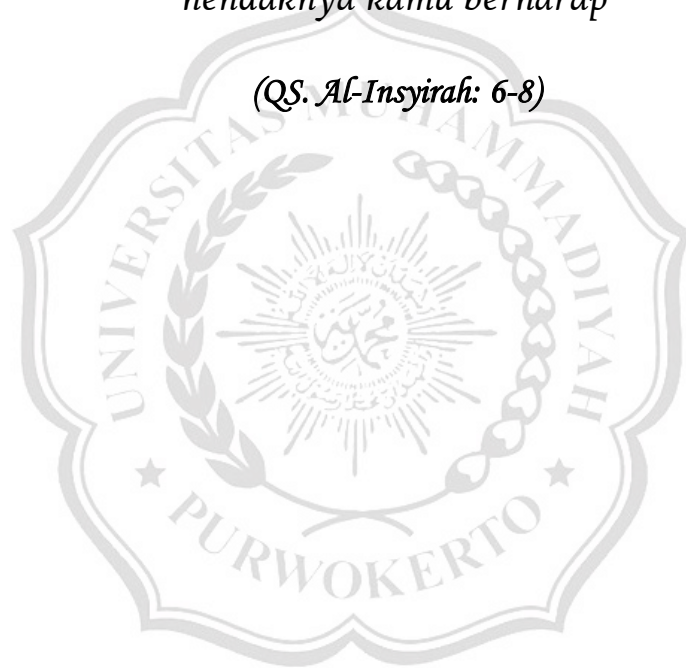 hendaknya kamu berharap
(QS. Al-Insyirah: 6-8)
UNIVERSITAS MUHAMMADIYAH
PURWOKERTO